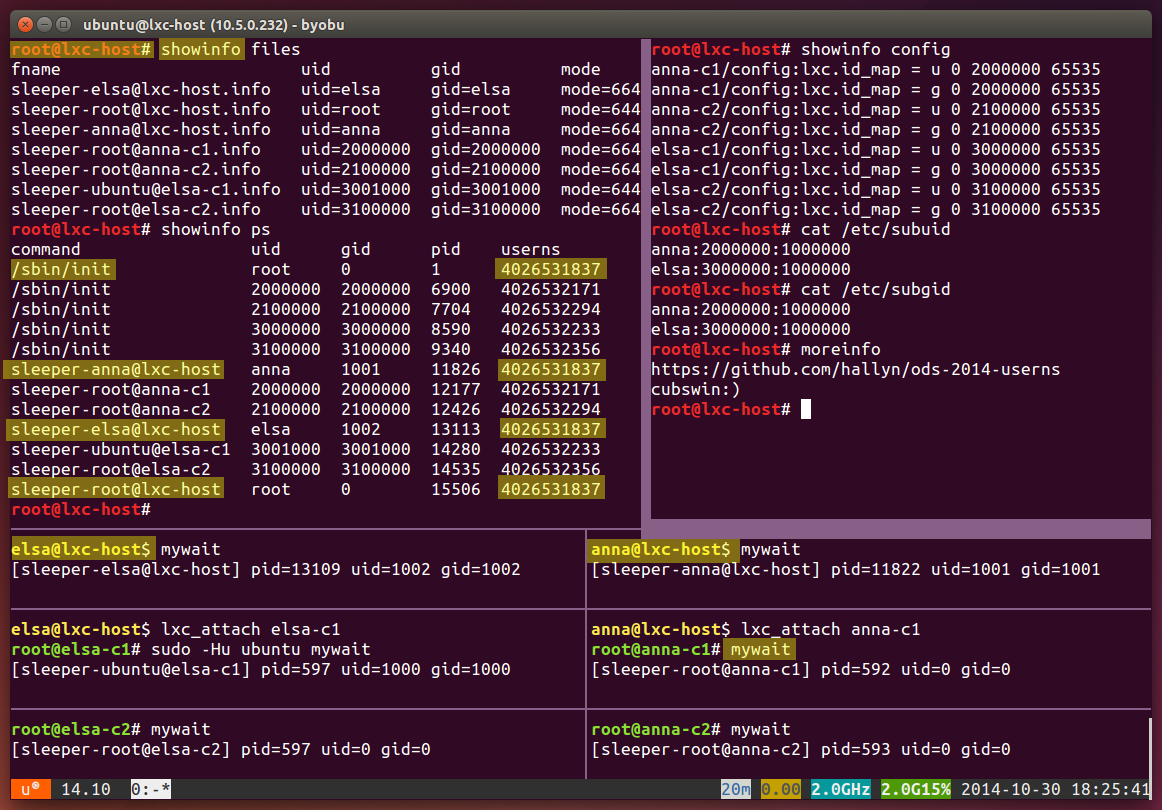 ubuntu@lxc-host (10.5.0.232) - byobu
root@lxc-host# showinfo files
fname uid gid mode
sleeper-elsa@lxc-host.info uid=elsa gid=elsa mode=664
sleeper-root@lxc-host.info uid=root gid=root mode=644
sleeper-anna@lxc-host.info uid=anna gid=anna mode=664
sleeper-root@anna-c1.info uid=2000000 gid=2000000 mode=664
sleeper-root@anna-c2.info uid=2100000 gid=2100000 mode=664
sleeper-ubuntu@elsa-c1.info uid=3001000 gid=3001000 mode=644
sleeper-root@elsa-c2.info uid=3100000 gid=3100000 mode=664
root@lxc-host# showinfo ps
command uid gid pid userns
/sbin/init root 0 1 4026531837
/sbin/init 2000000 2000000 6900 4026532171
/sbin/init 2100000 2100000 7704 4026532294
/sbin/init 3000000 3000000 8590 4026532233
/sbin/init 3100000 3100000 9340 4026532356
sleeper-anna@lxc-host anna 1001 11826 4026531837
sleeper-root@anna-c1 2000000 2000000 12177 4026532171
sleeper-root@anna-c2 2100000 2100000 12426 4026532294
sleeper-elsa@lxc-host elsa 1002 13113 4026531837
sleeper-ubuntu@elsa-c1 3001000 3001000 14280 4026532233
sleeper-root@elsa-c2 3100000 3100000 14535 4026532356
sleeper-root@lxc-host root 0 15506 4026531837
root@lxc-host#
root@lxc-host# showinfo config
anna-c1/config:lxc.id_map = u 0 2000000 65535
anna-c1/config:lxc.id_map = g 0 2000000 65535
anna-c2/config:lxc.id_map = u 0 2100000 65535
anna-c2/config:lxc.id_map = g 0 2100000 65535
elsa-c1/config:lxc.id_map = u 0 3000000 65535
elsa-c1/config:lxc.id_map = g 0 3000000 65535
elsa-c2/config:lxc.id_map = u 0 3100000 65535
elsa-c2/config:lxc.id_map = g 0 3100000 65535
root@lxc-host# cat /etc/subuid
anna:2000000:1000000
elsa:3000000:1000000
root@lxc-host# cat /etc/subgid
anna:2000000:1000000
elsa:3000000:1000000
root@lxc-host# moreinfo
https://github.com/hallyn/ods-2014-userns
cubswin:)
root@lxc-host#
elsa@lxc-host$ mywait
[sleeper-elsa@lxc-host] pid=13109 uid=1002 gid=1002
anna@lxc-host$ mywait
[sleeper-anna@lxc-host] pid=11822 uid=1001 gid=1001
elsa@lxc-host$ lxc_attach elsa-c1
root@elsa-c1# sudo -Hu ubuntu mywait
[sleeper-ubuntu@elsa-c1] pid=597 uid=1000 gid=1000
anna@lxc-host$ lxc_attach anna-c1
root@anna-c1# mywait
[sleeper-root@anna-c1] pid=592 uid=0 gid=0
root@elsa-c2# mywait
[sleeper-root@elsa-c2] pid=597 uid=0 gid=0
root@anna-c2# mywait
[sleeper-root@anna-c2] pid=593 uid=0 gid=0
u 14.10 0:-* 20m 0.00 2.0GHz 2.0G15% 2014-10-30 18:25:41